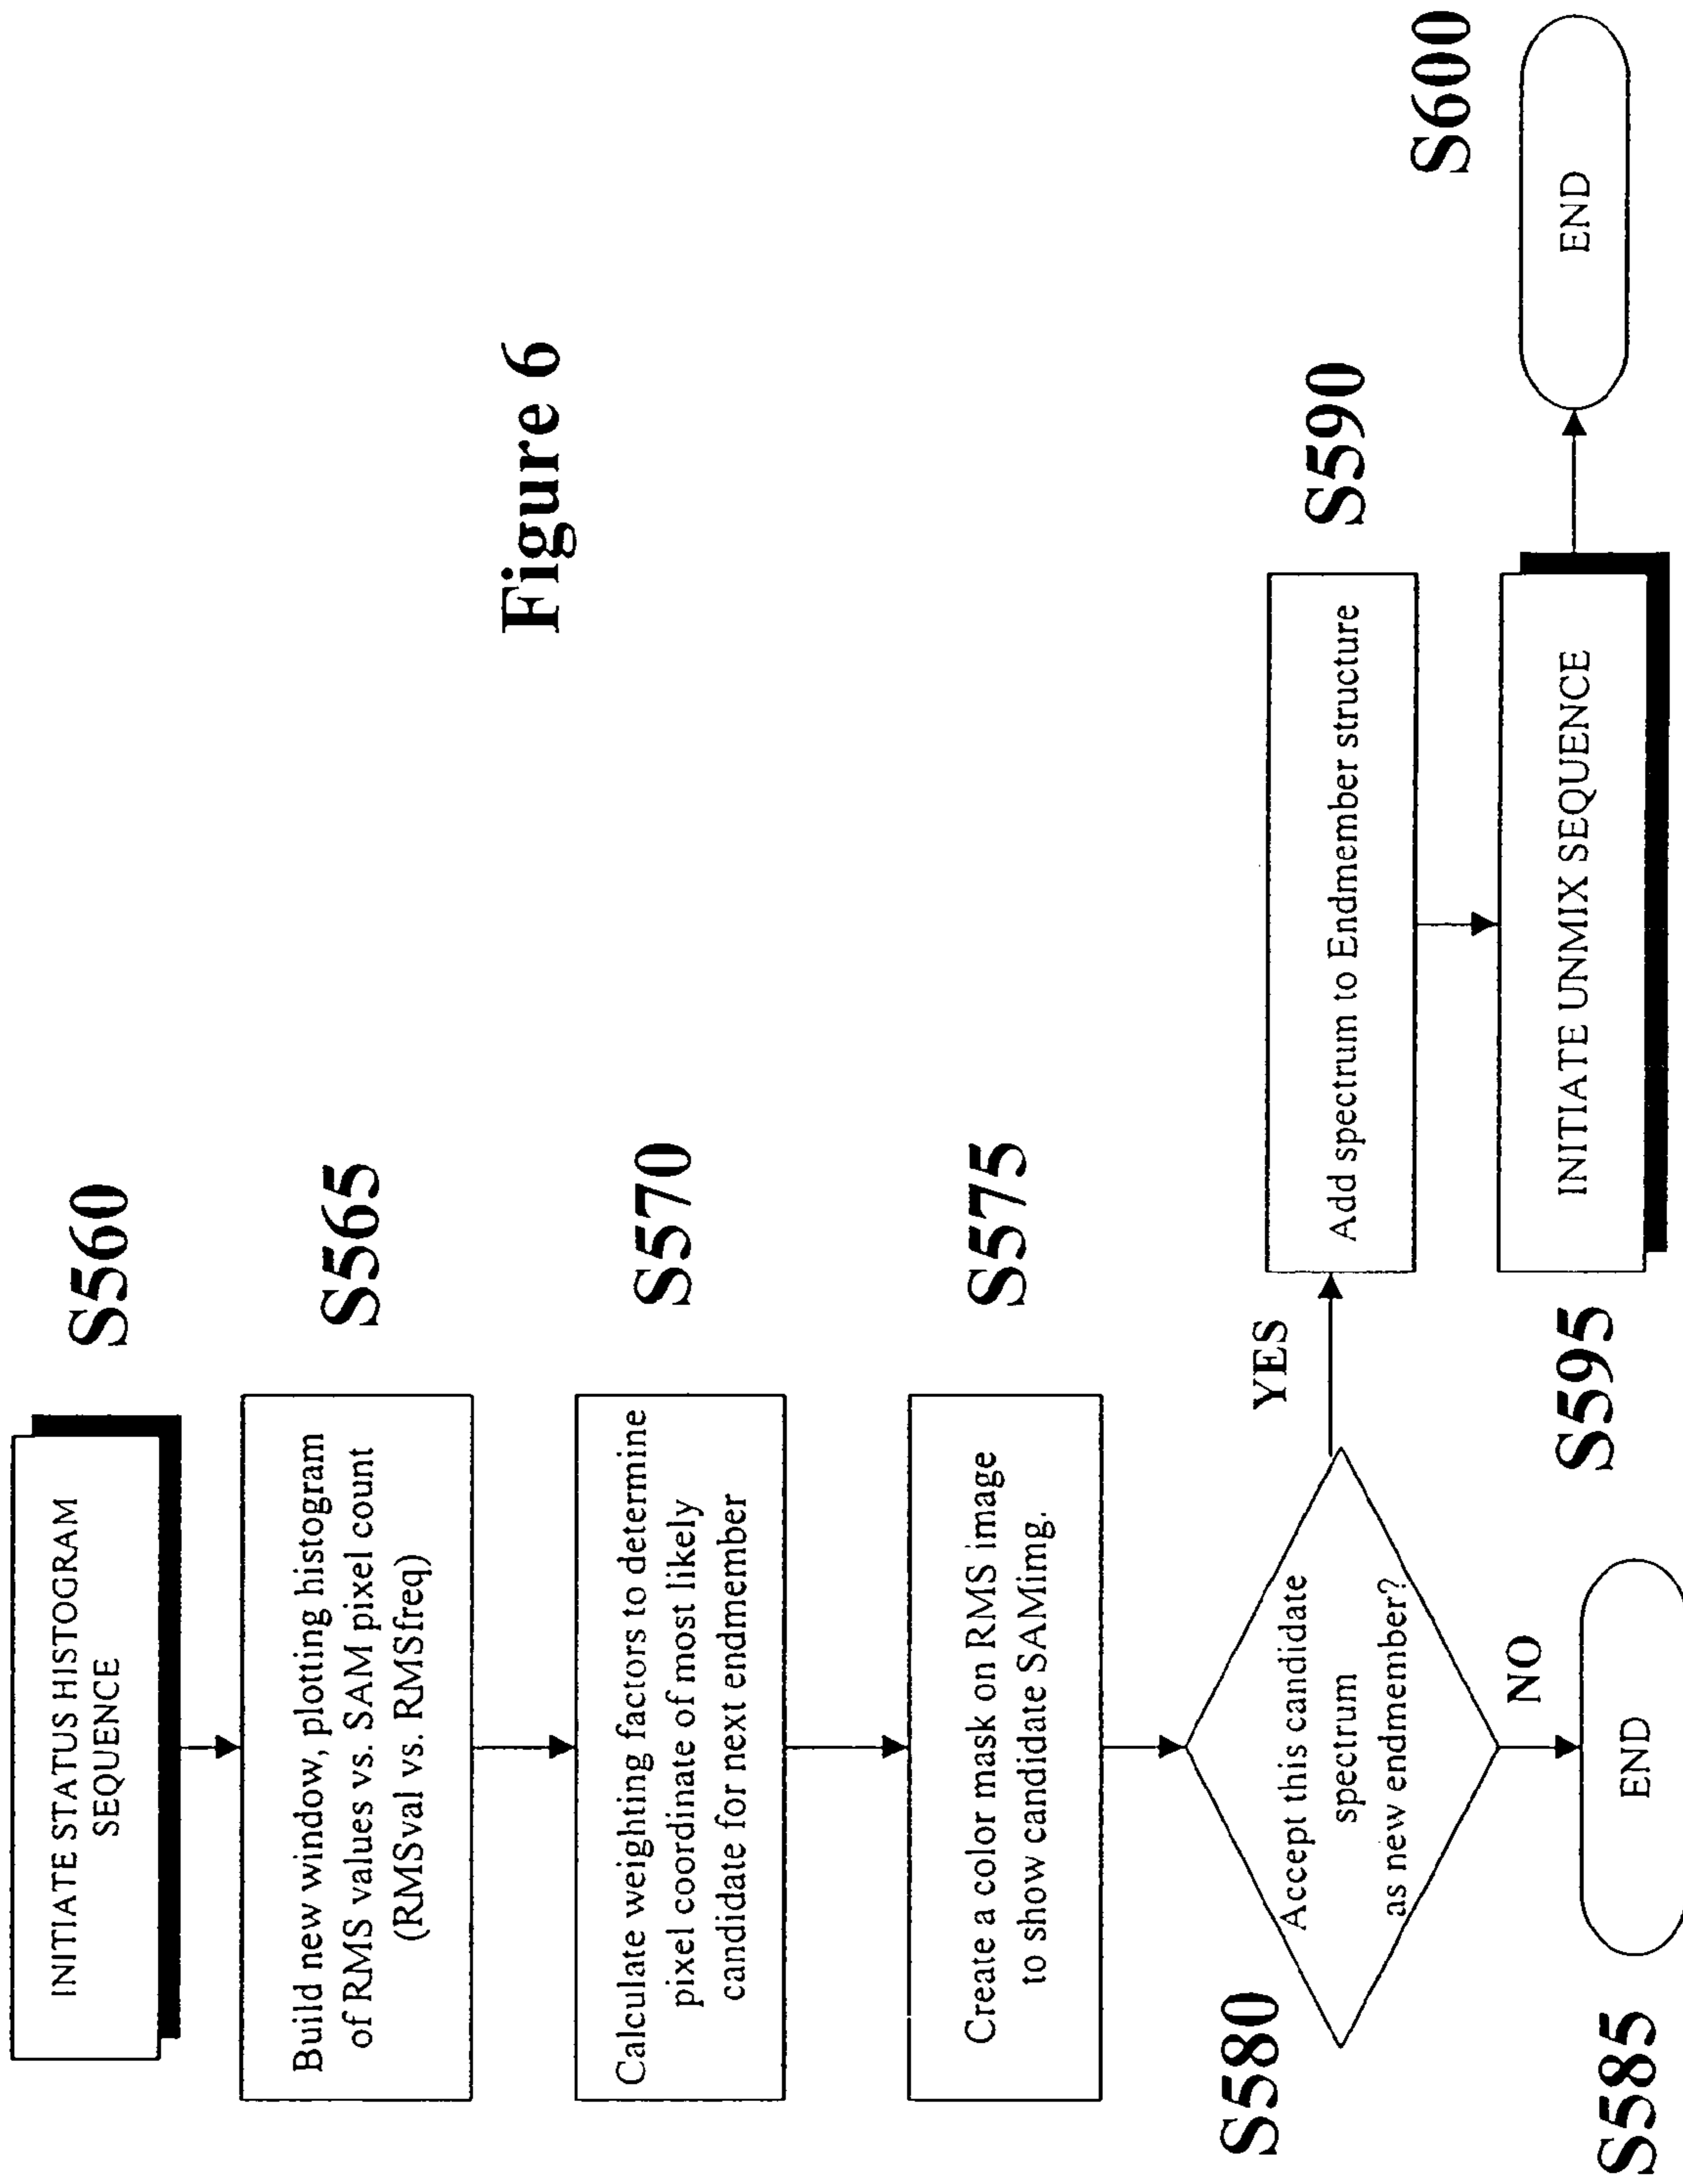 INITIATE STATUS HISTOGRAM
SEQUENCE
S560
Build new window, plotting histogram
of RMS values vs. SAM pixel count
(RMSval vs. RMSfreq)
S565
Calculate weighting factors to determine
pixel coordinate of most likely
candidate for next endmember
S570
Create a color mask on RMS image
to show candidate SAMimg.
S575
S580
Accept this candidate
spectrum
as new endmember?
YES
NO
S585
END
Add spectrum to Endmember structure
S590
S595
INITIATE UNMIX SEQUENCE
END
S600
Figure 6